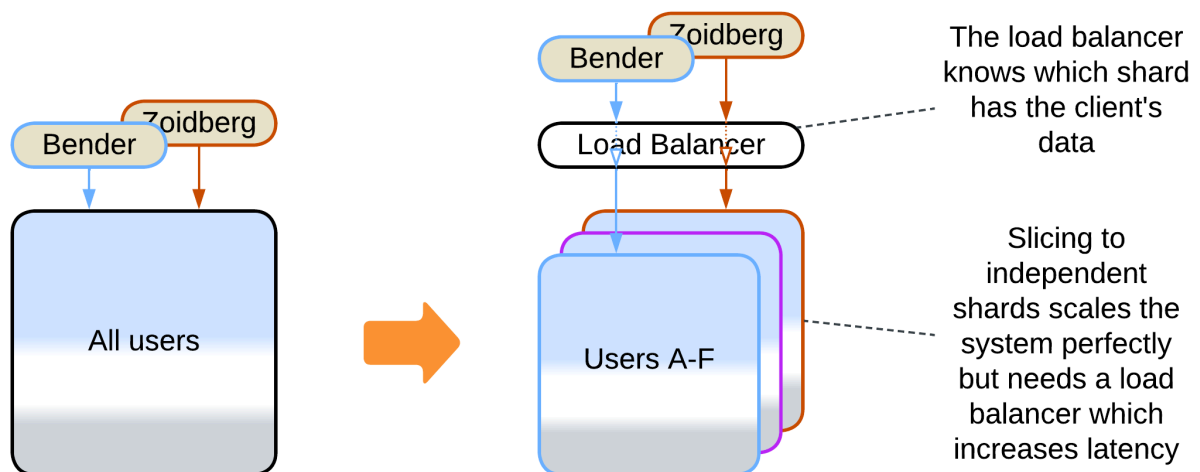 Zoidberg
Bender
All users
Zoidberg
Bender
Load Balancer
Users A-F
The load balancer
knows which shard
has the client's
data
Slicing to
independent
shards scales the
system perfectly
but needs a load
balancer which
increases latency